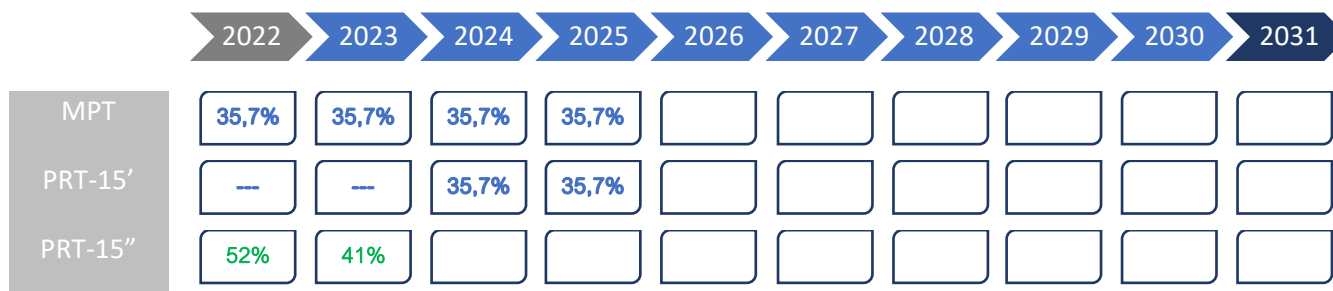 2022 2023 2024 2025 2026 2027 2028 2029 2030 2031
MPT 35,7% 35,7% 35,7% 35,7%
PRT-15’ --- --- 35,7% 35,7%
PRT-15” 52% 41%